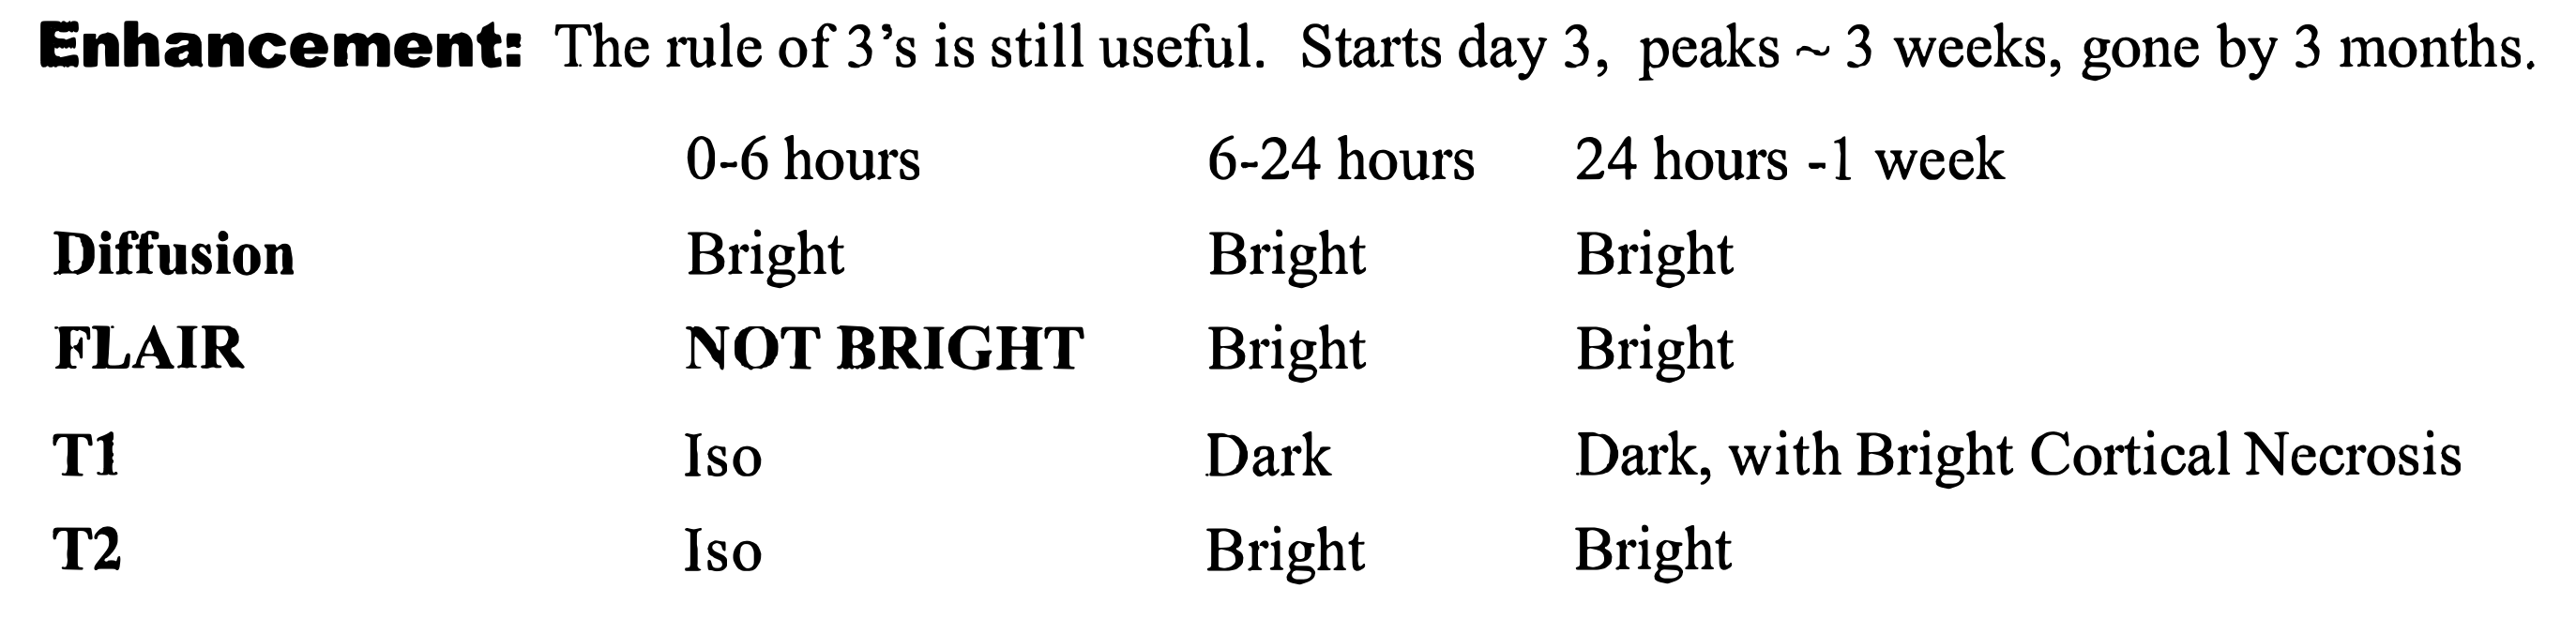 Enhancement: The rule of 3's is still useful. Starts day 3, peaks ~ 3 weeks, gone by 3 months.
0-6 hours 6-24 hours 24 hours -1 week
Diffusion Bright Bright Bright
FLAIR NOT BRIGHT Bright Bright
T1 Iso Dark Dark, with Bright Cortical Necrosis
T2 Iso Bright Bright